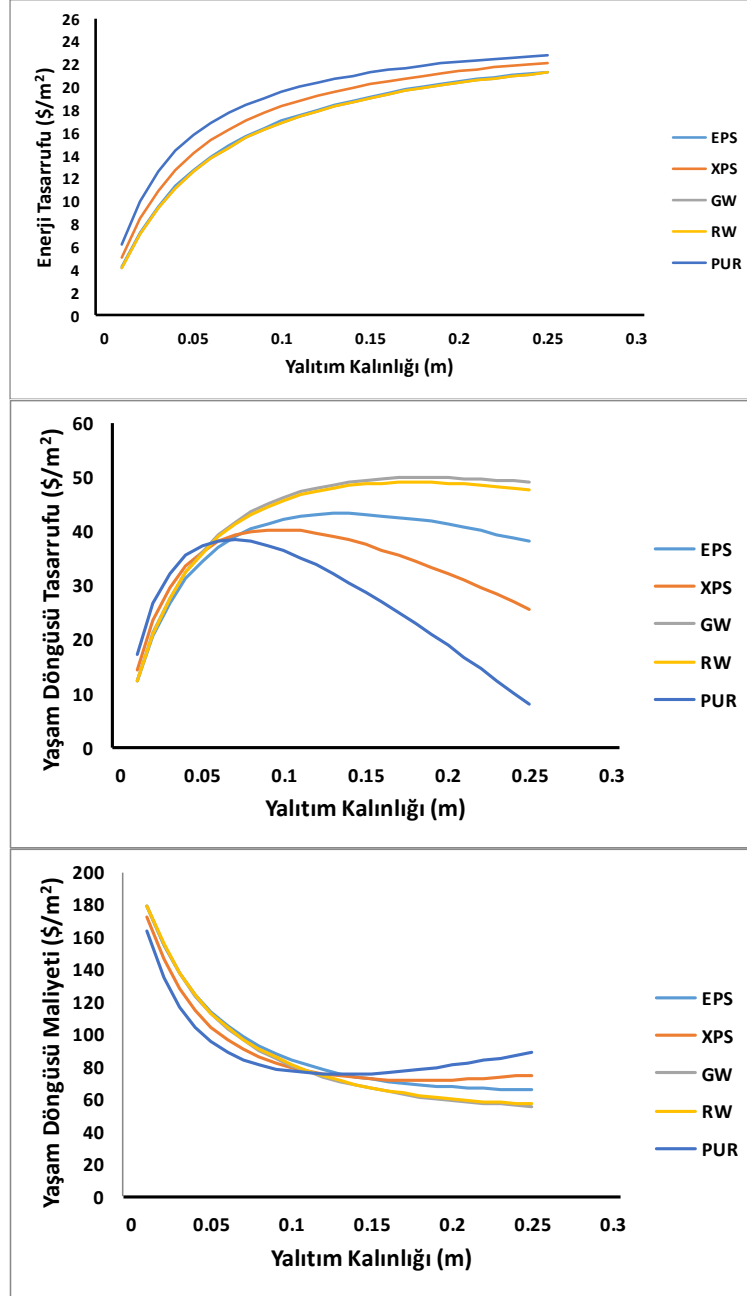 Enerji Tasarrufu ($/m²)
26
24
22
20
18
16
14
12
10
8
6
4
2
0
0 0.05 0.1 0.15 0.2 0.25 0.3
Yalıtım Kalınlığı (m)
EPS
XPS
GW
RW
PUR
Yaşam Döngüsü Tasarrufu ($/m²)
60
50
40
30
20
10
0
0 0.05 0.1 0.15 0.2 0.25 0.3
Yalıtım Kalınlığı (m)
EPS
XPS
GW
RW
PUR
Yaşam Döngüsü Maliyeti ($/m²)
200
180
160
140
120
100
80
60
40
20
0
0 0.05 0.1 0.15 0.2 0.25 0.3
Yalıtım Kalınlığı (m)
EPS
XPS
GW
RW
PUR